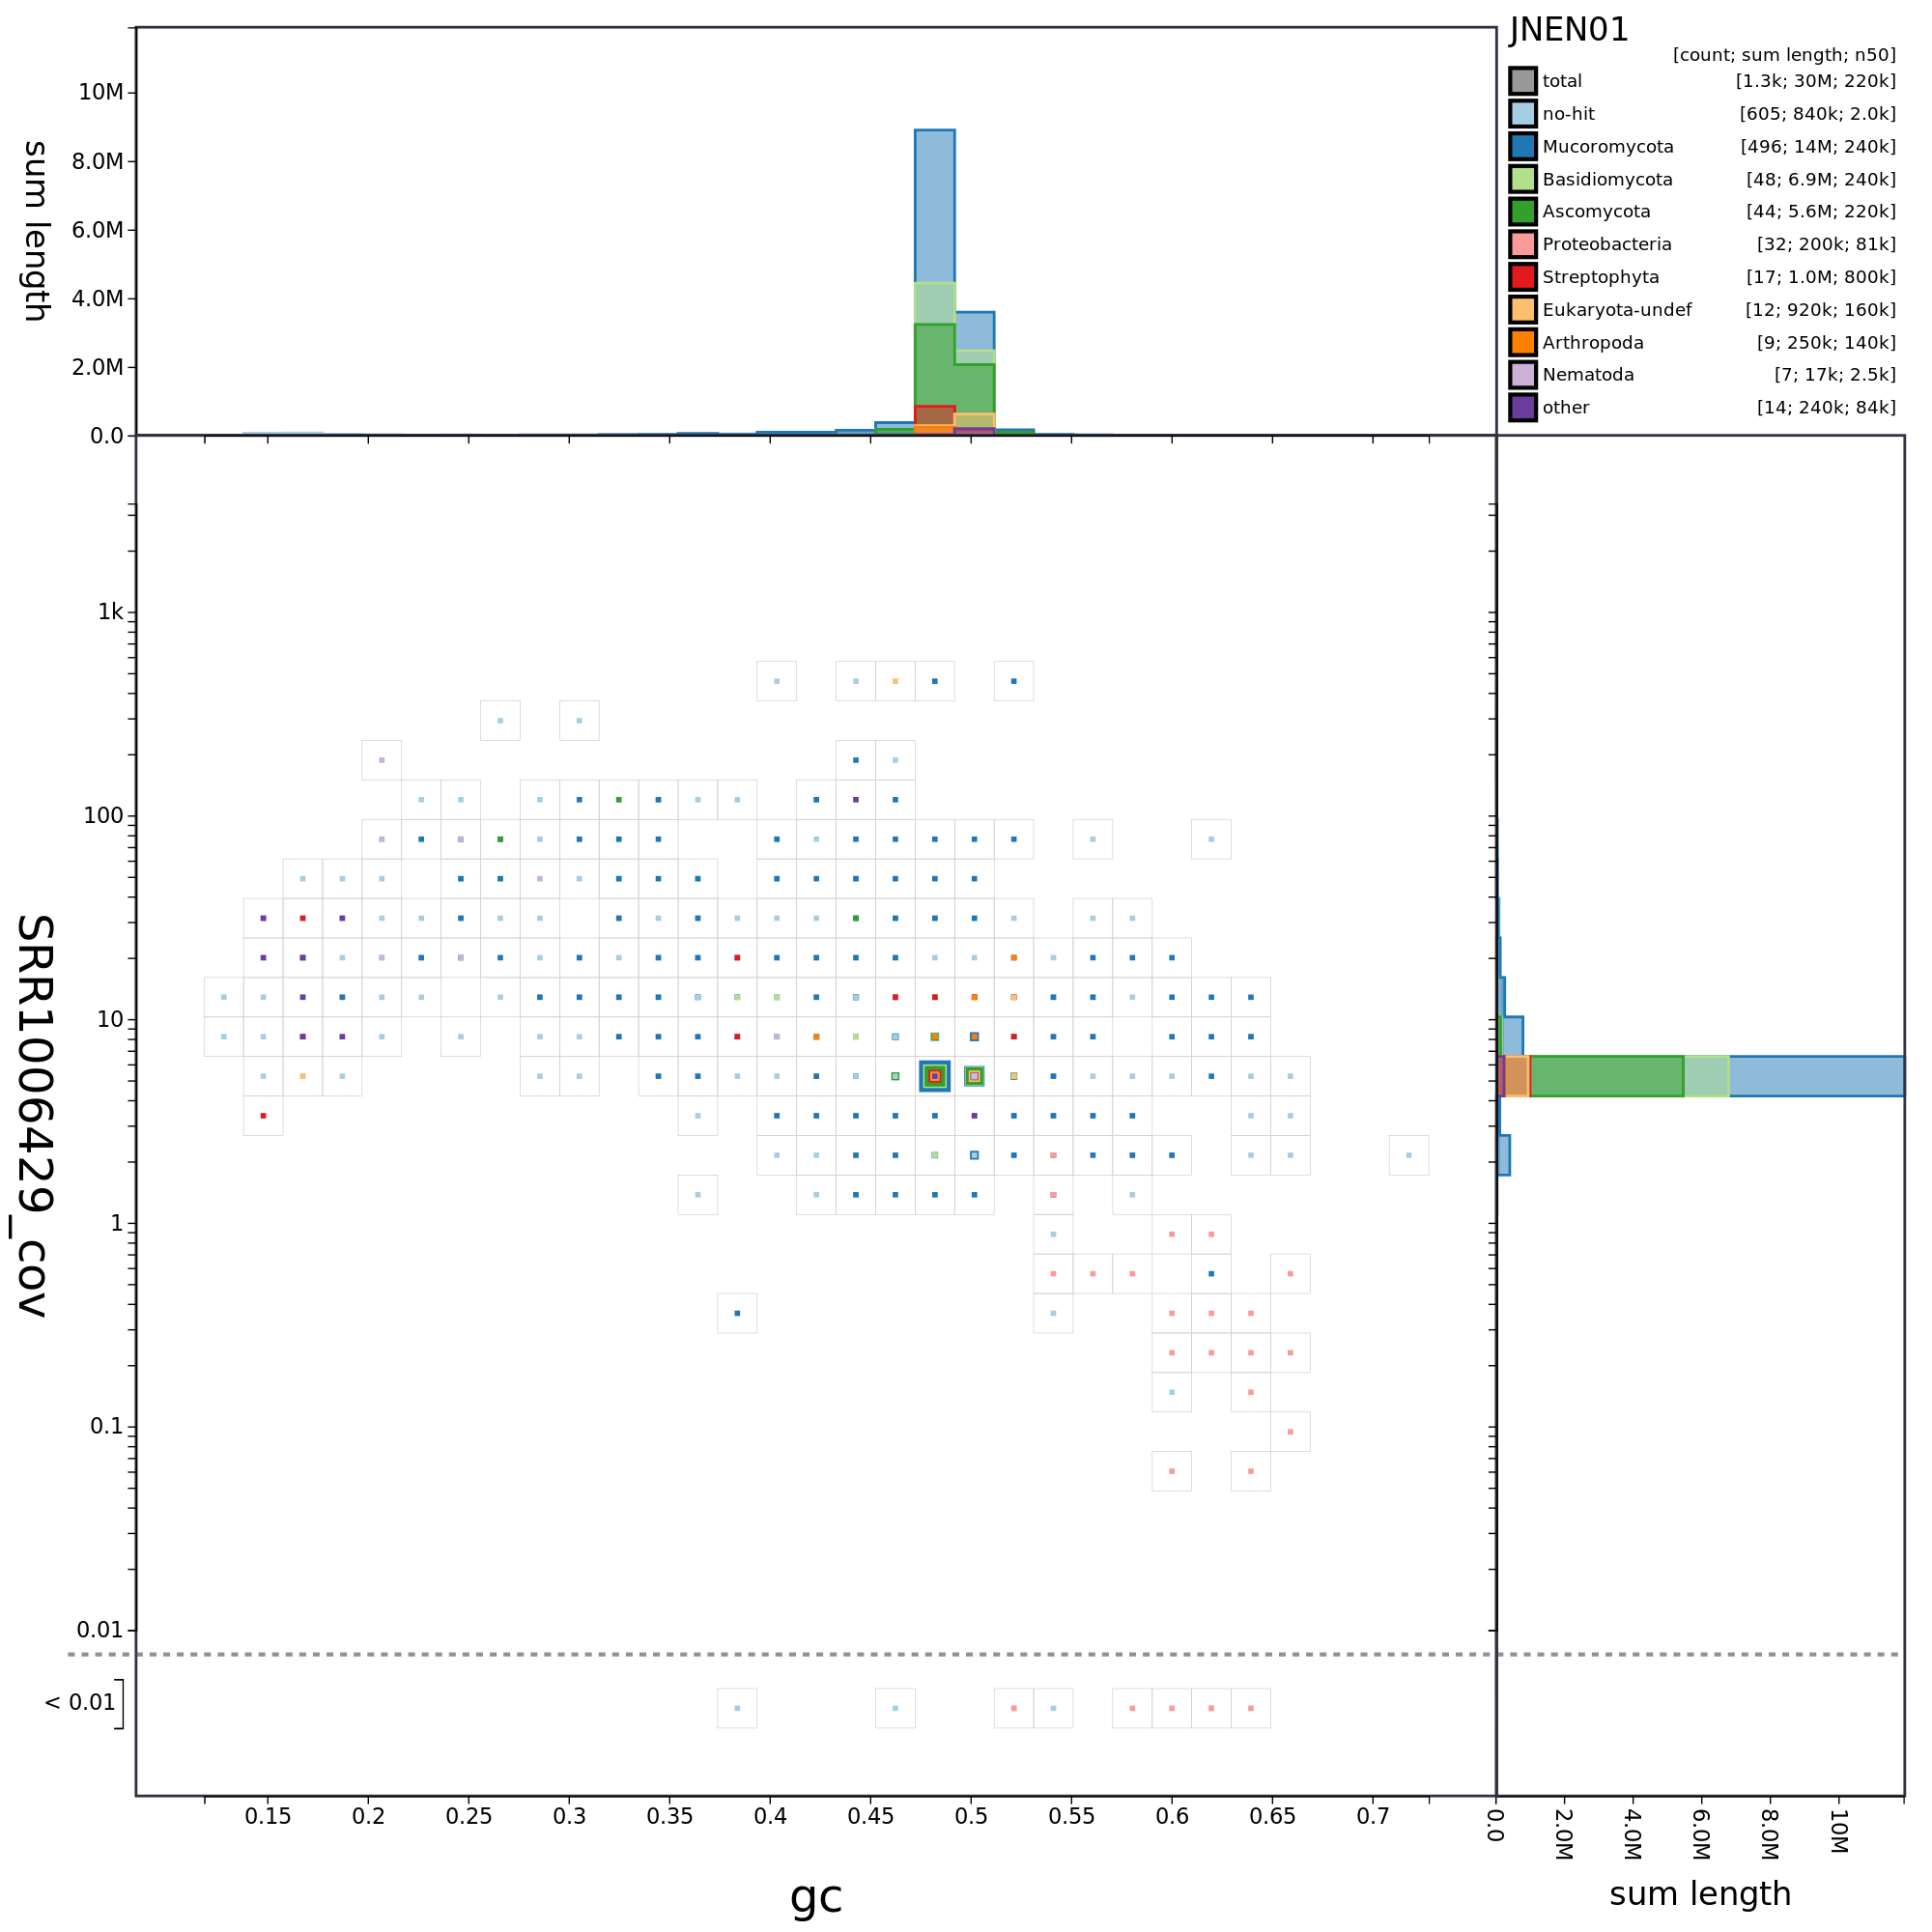 JNEN01
[count; sum length; n50]
total [1.3k; 30M; 220k]
no-hit [605; 840k; 2.0k]
Mucoromycota [496; 14M; 240k]
Basidiomycota [48; 6.9M; 240k]
Ascomycota [44; 5.6M; 220k]
Proteobacteria [32; 200k; 81k]
Streptophyta [17; 1.0M; 800k]
Eukaryota-undef [12; 920k; 160k]
Arthropoda [9; 250k; 140k]
Nematoda [7; 17k; 2.5k]
other [14; 240k; 84k]
sum length
10M
8.0M
6.0M
4.0M
2.0M
0.0
SRR1006429_cov
1k
100
10
1
0.1
0.01
< 0.01
0.15 0.2 0.25 0.3 0.35 0.4 0.45 0.5 0.55 0.6 0.65 0.7
gc
0.0 2.0M 4.0M 6.0M 8.0M 10M
sum length